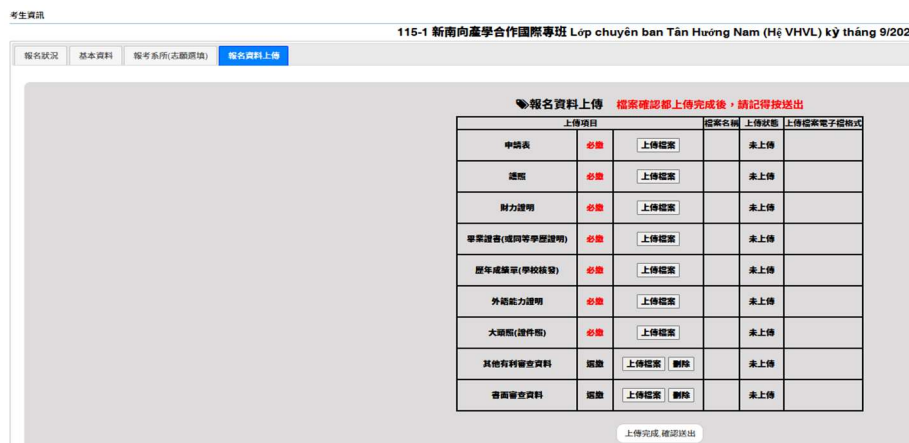 考生資訊
115-1 新南向產學合作國際專班 Lớp chuyên ban Tân Hướng Nam (Hệ VHVL) kỳ tháng 9/202
報名狀況 基本資料 報考系所(志願選填) 報名資料上傳
報名資料上傳 檔案確認都上傳完成後，請記得按送出
上傳項目 檔案名稱 上傳狀態 上傳檔案電子檔格式
申請表 必繳 上傳檔案 未上傳
護照 必繳 上傳檔案 未上傳
財力證明 必繳 上傳檔案 未上傳
畢業證書(或同等學歷證明) 必繳 上傳檔案 未上傳
歷年成績單(學校核發) 必繳 上傳檔案 未上傳
外語能力證明 必繳 上傳檔案 未上傳
大頭照(證件照) 必繳 上傳檔案 未上傳
其他有利審查資料 選繳 上傳檔案 刪除 未上傳
書面審查資料 選繳 上傳檔案 刪除 未上傳
上傳完成,確認送出